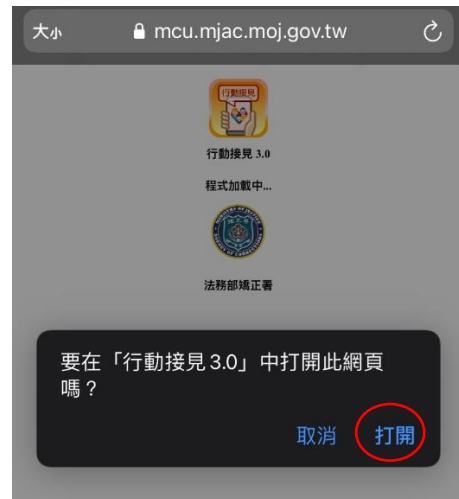 大小 mcu.mjac.moj.gov.tw
行動接見
行動接見 3.0
程式加載中...
法務部矯正署
要在「行動接見 3.0」中打開此網頁
嗎？
取消 打開